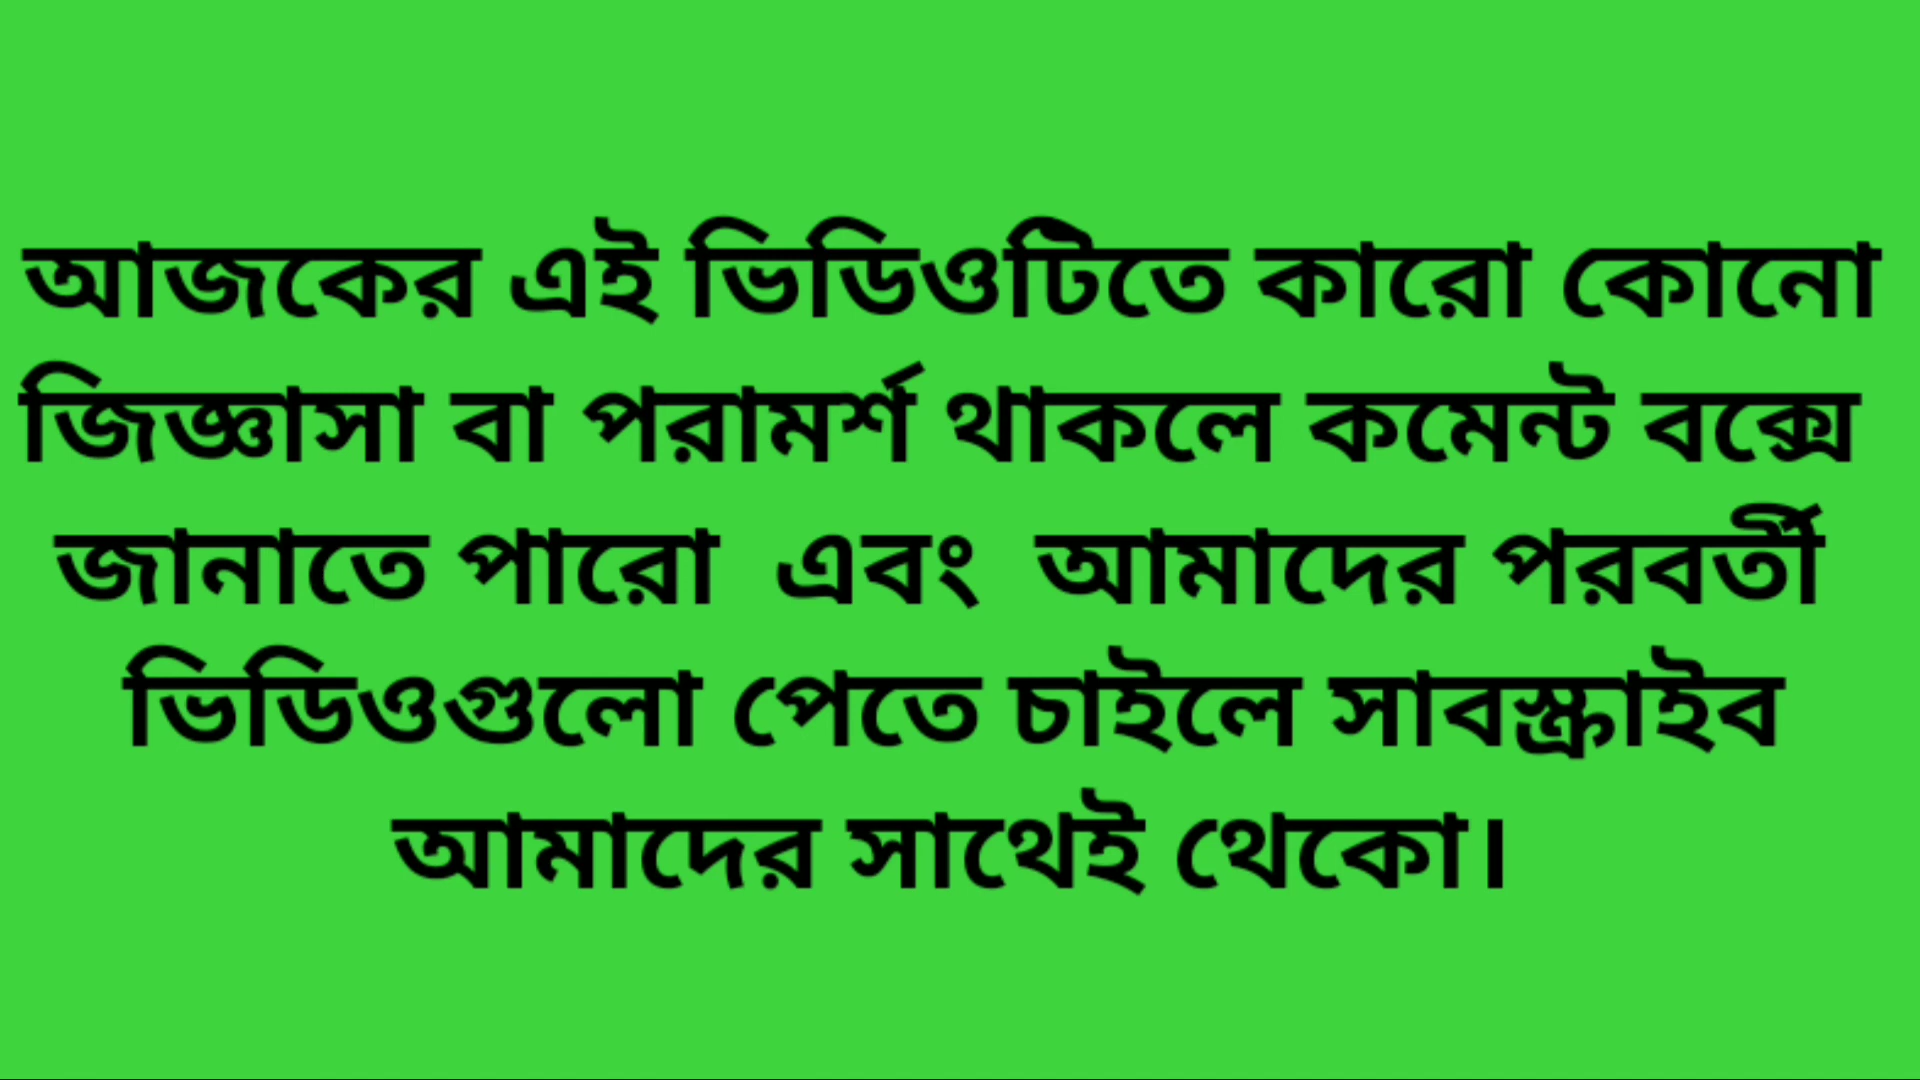 আজকের এই ভিডিওটিতে কারো কোনো
জিজ্ঞাসা বা পরামর্শ থাকলে কমেন্ট বক্সে
জানাতে পারো এবং আমাদের পরবর্তী
ভিডিওগুলো পেতে চাইলে সাবস্ক্রাইব
আমাদের সাথেই থেকো।